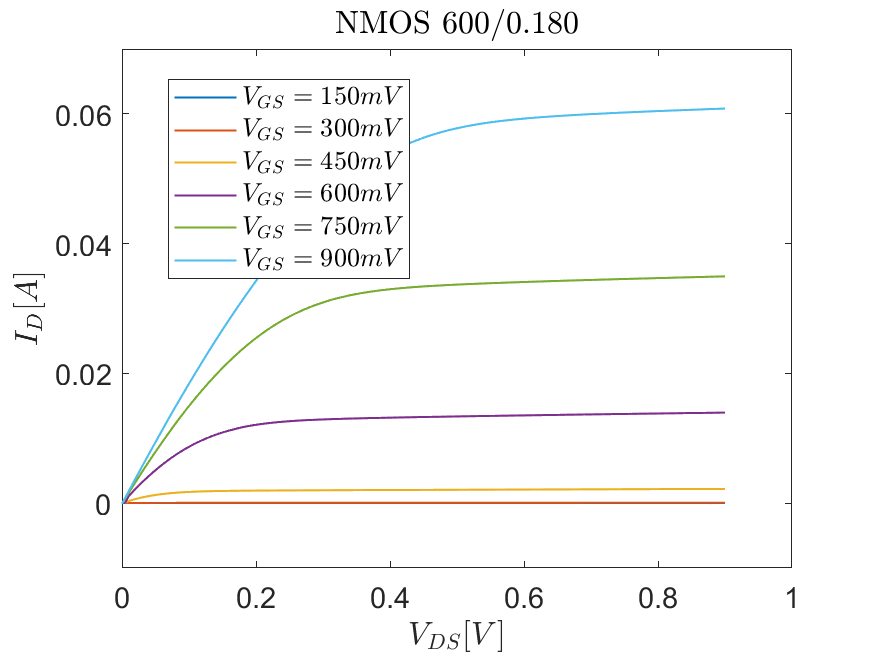 NMOS 600/0.180
V_GS = 150mV
V_GS = 300mV
V_GS = 450mV
V_GS = 600mV
V_GS = 750mV
V_GS = 900mV
0.06
0.04
0.02
0
I_D[A]
0 0.2 0.4 0.6 0.8 1
V_DS[V]